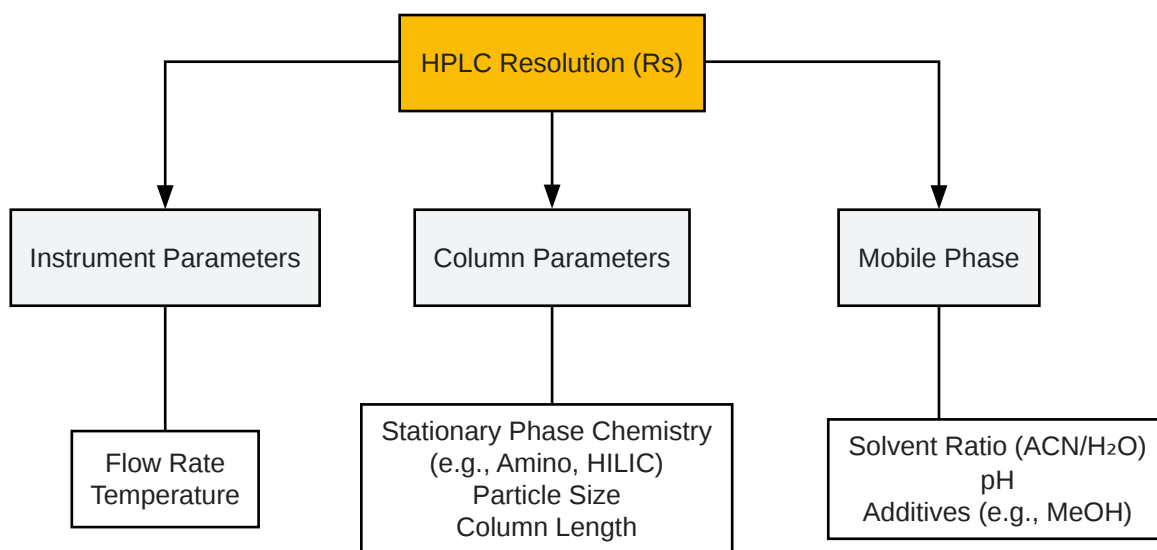 HPLC Resolution (Rs)
Instrument Parameters
Column Parameters
Mobile Phase
Flow Rate
Temperature
Stationary Phase Chemistry
(e.g., Amino, HILIC)
Particle Size
Column Length
Solvent Ratio (ACN/H₂O)
pH
Additives (e.g., MeOH)